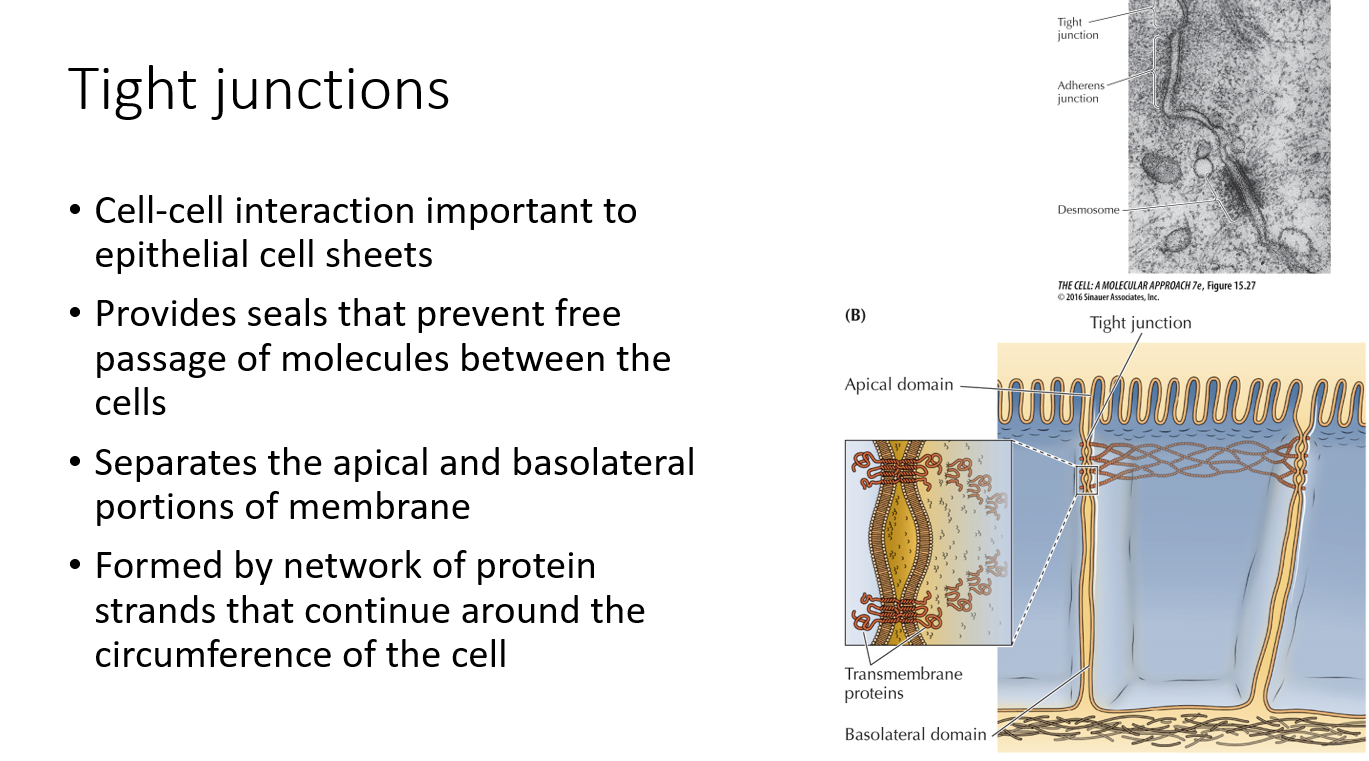 Tight junctions
• Cell-cell interaction important to
epithelial cell sheets
• Provides seals that prevent free
passage of molecules between the
cells
• Separates the apical and basolateral
portions of membrane
• Formed by network of protein
strands that continue around the
circumference of the cell
Tight
junction
Adherens
junction
Desmosome
THE CELL: A MOLECULAR APPROACH 7e, Figure 15.27
© 2016 Sinauer Associates, Inc.
(B)
Tight junction
Apical domain
Transmembrane
proteins
Basolateral domain